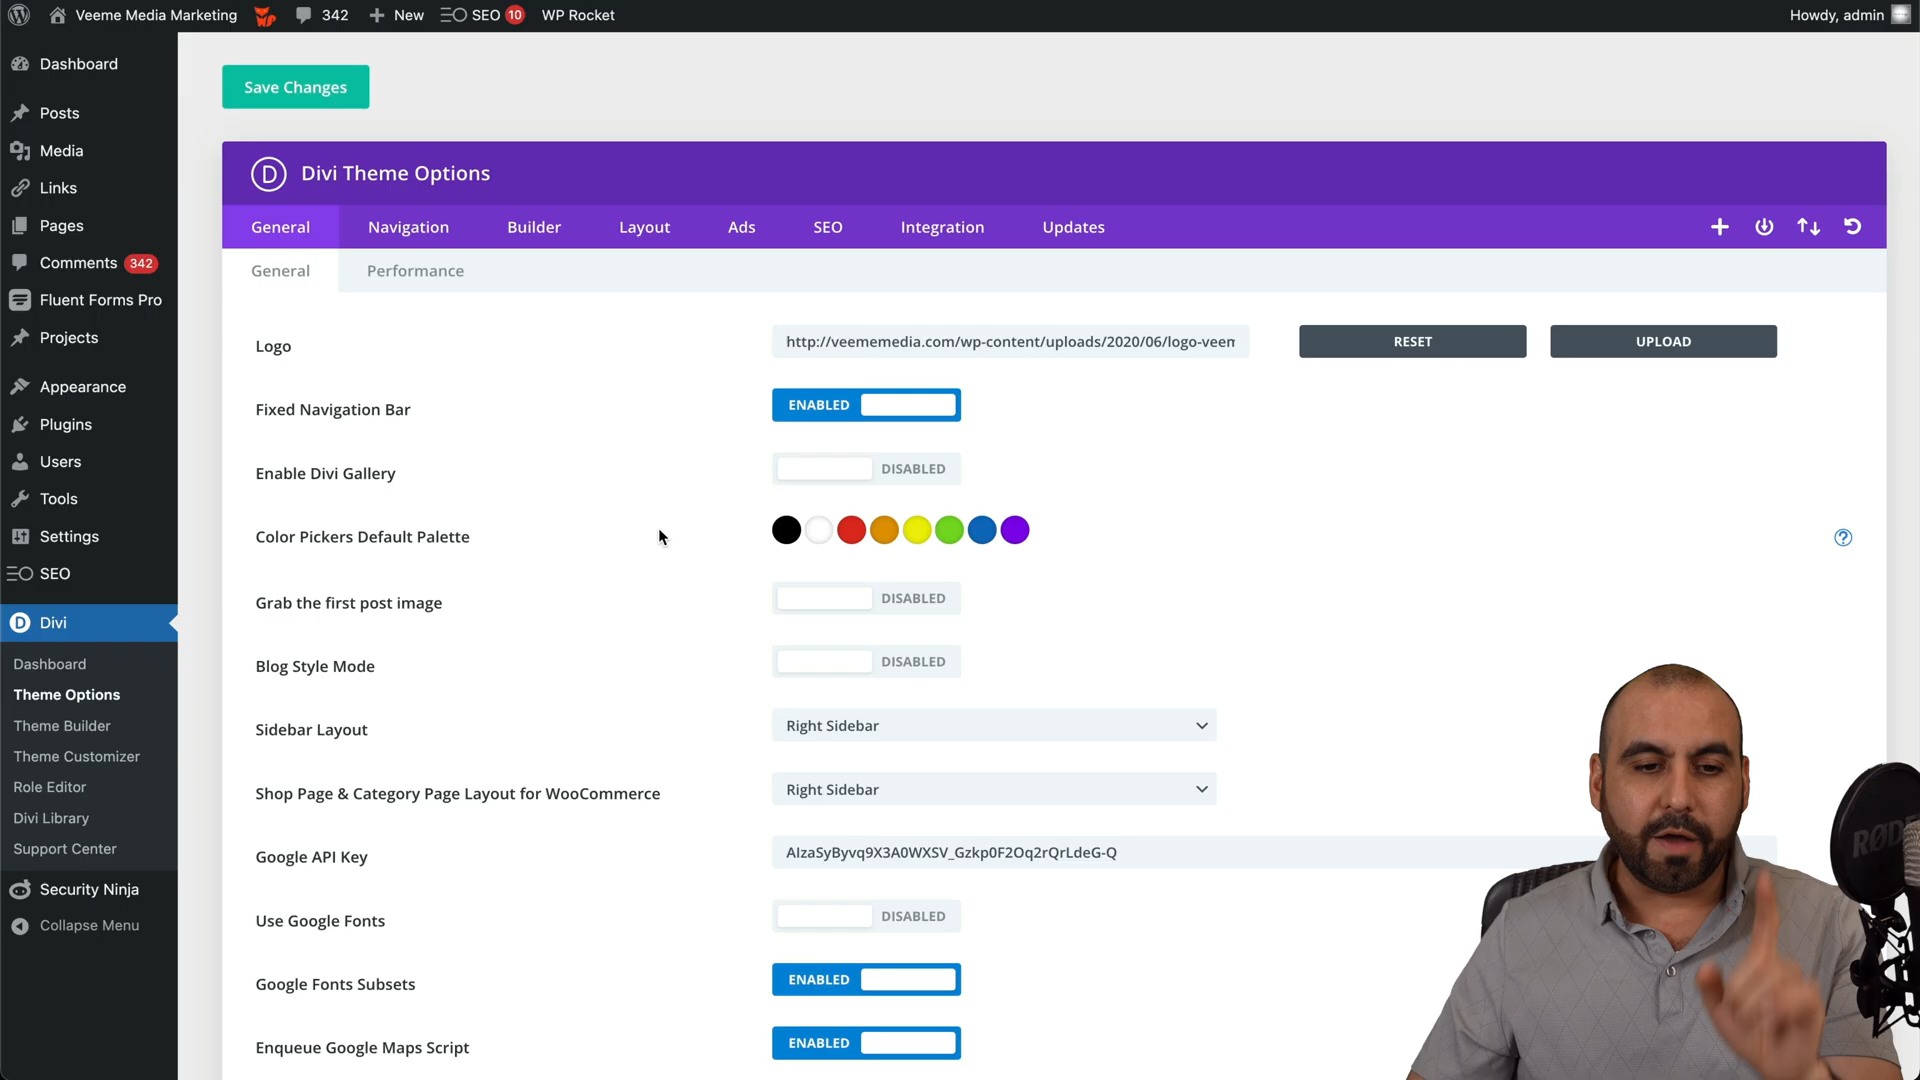 Veeme Media Marketing 342 New SEO 10 WP Rocket Howdy, admin
Dashboard
Posts
Media
Links
Pages
Comments 342
Fluent Forms Pro
Projects
Appearance
Plugins
Users
Tools
Settings
SEO
Divi
Dashboard
Theme Options
Theme Builder
Theme Customizer
Role Editor
Divi Library
Support Center
Security Ninja
Collapse Menu
Save Changes
D Divi Theme Options
General Navigation Builder Layout Ads SEO Integration Updates
General Performance
Logo http://veememedia.com/wp-content/uploads/2020/06/logo-veen RESET UPLOAD
Fixed Navigation Bar ENABLED
Enable Divi Gallery DISABLED
Color Pickers Default Palette ?
Grab the first post image DISABLED
Blog Style Mode DISABLED
Sidebar Layout Right Sidebar
Shop Page & Category Page Layout for WooCommerce Right Sidebar
Google API Key AIzaSyByvq9X3A0WXSV_Gzkp0F2Oq2rQrLdeG-Q
Use Google Fonts DISABLED
Google Fonts Subsets ENABLED
Enqueue Google Maps Script ENABLED
RØDE